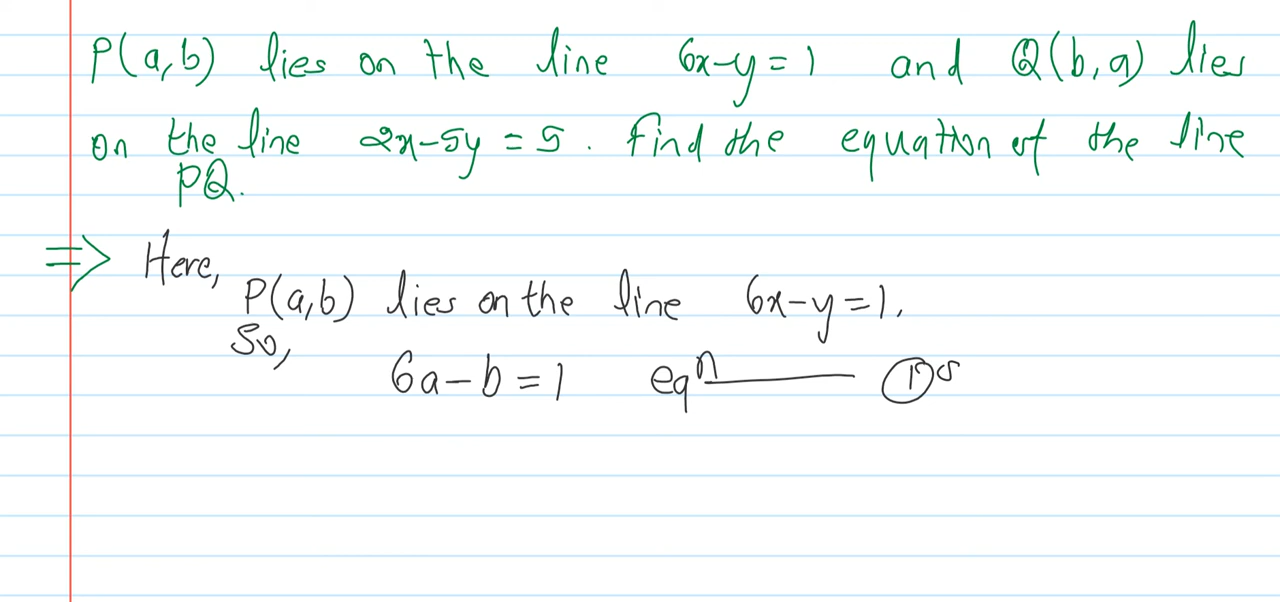 P(a,b) lies on the line 6x-y=1 and Q(b,a) lies
on the line 2x-5y=5. Find the equation of the line
PQ.
⇒ Here,
P(a,b) lies on the line 6x-y=1.
So,
6a-b=1 eqⁿ——— ①